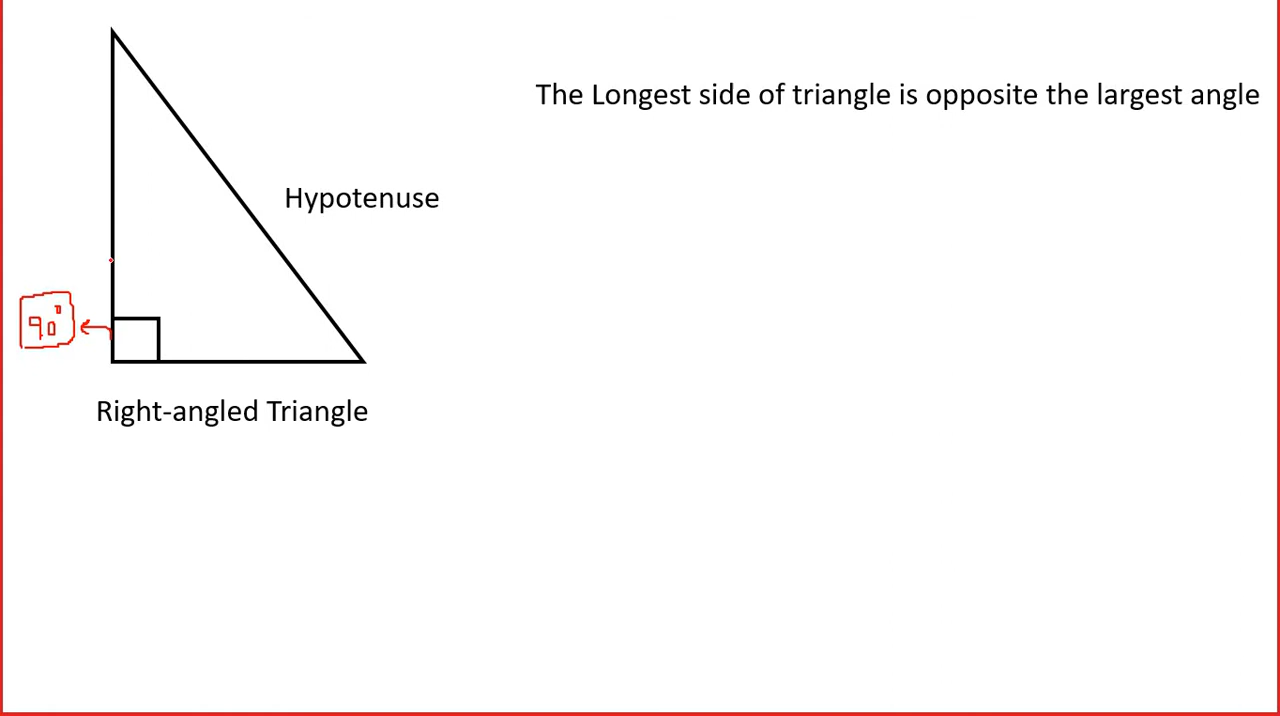 The Longest side of triangle is opposite the largest angle
Hypotenuse
90°
Right-angled Triangle